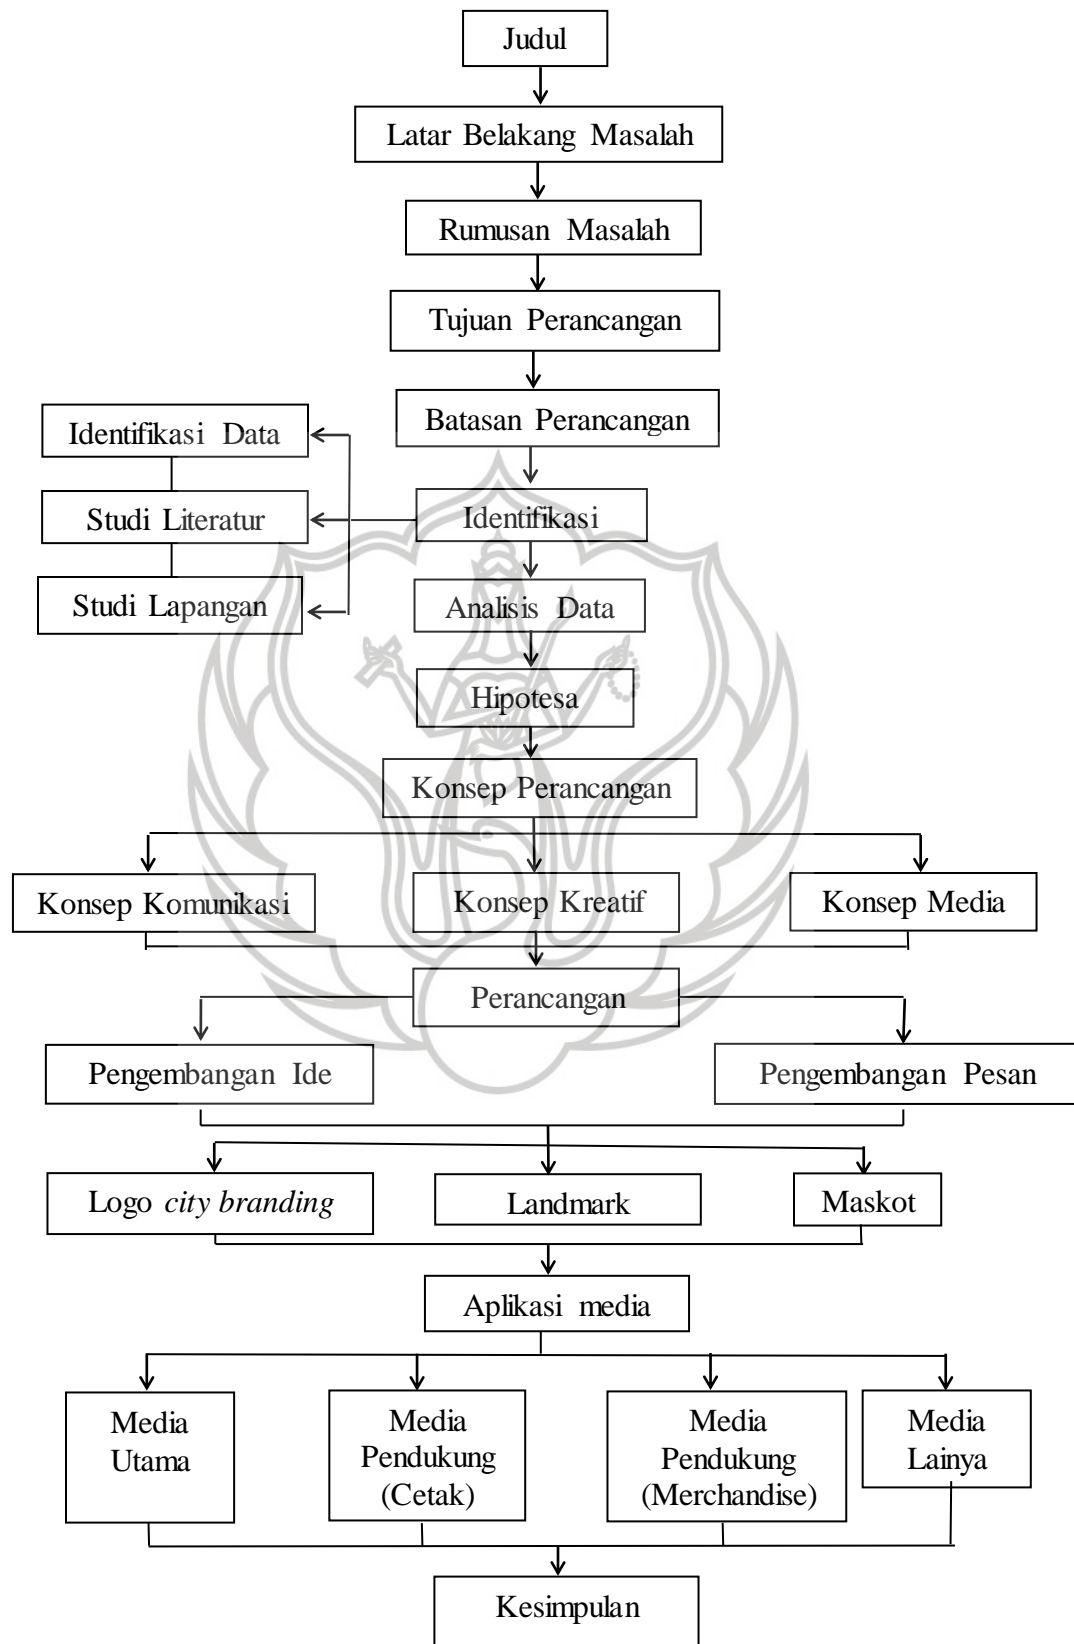 Judul
Latar Belakang Masalah
Rumusan Masalah
Tujuan Perancangan
Batasan Perancangan
Identifikasi Data
Studi Literatur
Identifikasi
Studi Lapangan
Analisis Data
Hipotesa
Konsep Perancangan
Konsep Komunikasi
Konsep Kreatif
Konsep Media
Perancangan
Pengembangan Ide
Pengembangan Pesan
Logo city branding
Landmark
Maskot
Aplikasi media
Media
Utama
Media
Pendukung
(Cetak)
Media
Pendukung
(Merchandise)
Media
Lainya
Kesimpulan